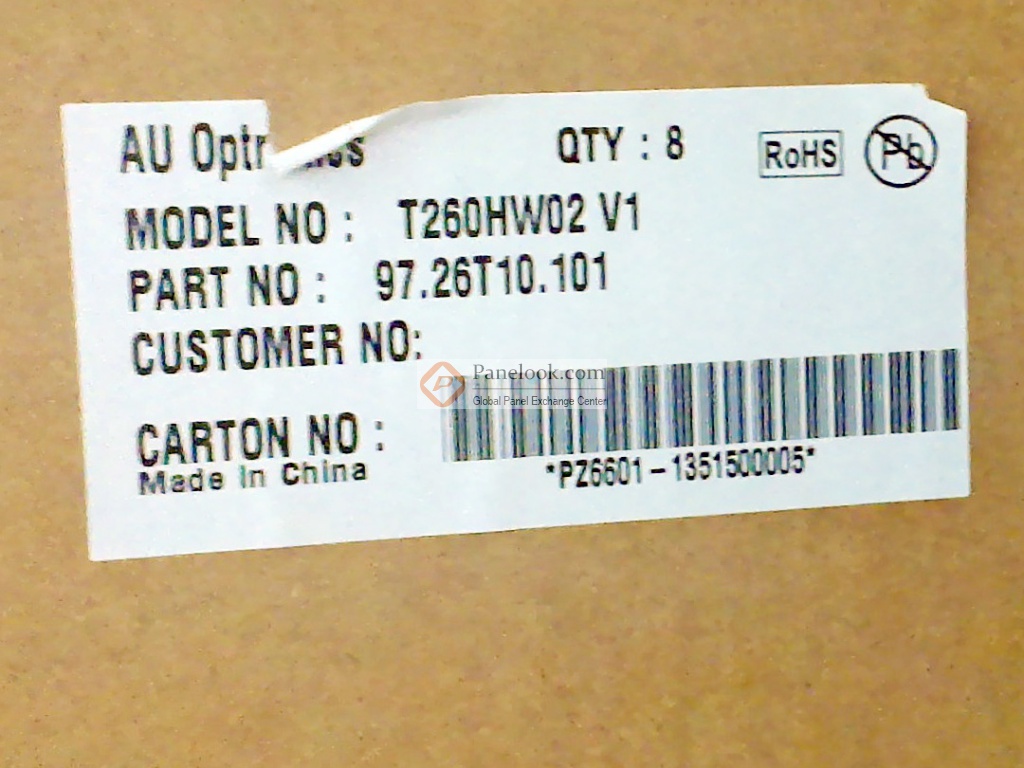 AU Optr
QTY : 8
RoHS
Pb
MODEL NO : T260HW02 V1
PART NO : 97.26T10.101
CUSTOMER NO:
Panelook.com
Global Panel Exchange Center
CARTON NO :
Made In China
*PZ6601-1351500005*